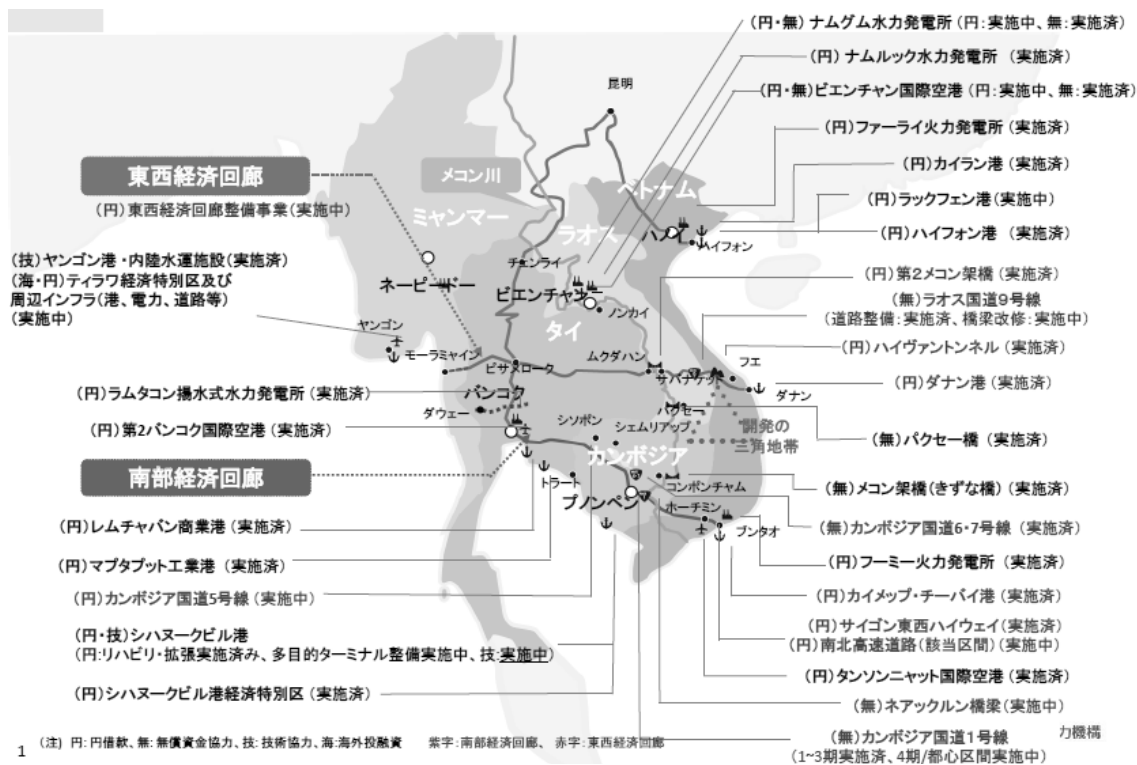 (円・無) ナムグム水力発電所 (円：実施中、無：実施済)
(円) ナムルック水力発電所 (実施済)
(円・無)ビエンチャン国際空港 (円：実施中、無：実施済)
(円)ファーライ火力発電所 (実施済)
(円)カイラン港 (実施済)
(円)ラックフェン港 (実施中)
(円)ハイフォン港 (実施済)
(円) 第2メコン架橋 (実施済)
(無)ラオス国道9号線
(道路整備：実施済、橋梁改修：実施中)
(円)ハイヴァントンネル (実施済)
(円)ダナン港 (実施済)
(無)パクセー橋 (実施済)
(無)メコン架橋(きずな橋) (実施済)
(無)カンボジア国道6・7号線 (実施済)
(円)フーミー火力発電所 (実施済)
(円)カイメップ・チーバイ港 (実施済)
(円)サイゴン東西ハイウェイ(実施済)
(円)南北高速道路(該当区間)(実施中)
(円)タンソンニャット国際空港 (実施済)
(無)ネアックルン橋梁(実施中)
(無)カンボジア国道1号線
(1~3期実施済、4期/都心区間実施中)
力機構
東西経済回廊
(円)東西経済回廊整備事業(実施中)
(技)ヤンゴン港・内陸水運施設(実施済)
(海・円)ティラワ経済特別区及び
周辺インフラ(港、電力、道路等)
(実施中)
(円)ラムタコン揚水式水力発電所(実施済)
(円)第2バンコク国際空港 (実施済)
南部経済回廊
(円)レムチャバン商業港(実施済)
(円)マプタプット工業港 (実施済)
(円)カンボジア国道5号線(実施中)
(円・技)シハヌークビル港
(円:リハビリ・拡張実施済み、多目的ターミナル整備実施中、技:実施中)
(円)シハヌークビル港経済特別区(実施済)
昆明
メコン川
ミャンマー
ベトナム
ラオス
ハノイ
ハイフォン
チェンライ
ネーピードー
ビエンチャン
ノンカイ
タイ
ヤンゴン
モーラミャイン
ピサヌローク
ムクダハン
サバナケット
フエ
ダナン
バンコク
ダウェー
パクセー
シソポン
シェムリアップ
開発の
三角地帯
カンボジア
トラート
コンポンチャム
プノンペン
ホーチミン
ブンタオ
(注) 円:円借款、無:無償資金協力、技:技術協力、海:海外投融資 紫字:南部経済回廊、赤字:東西経済回廊
1